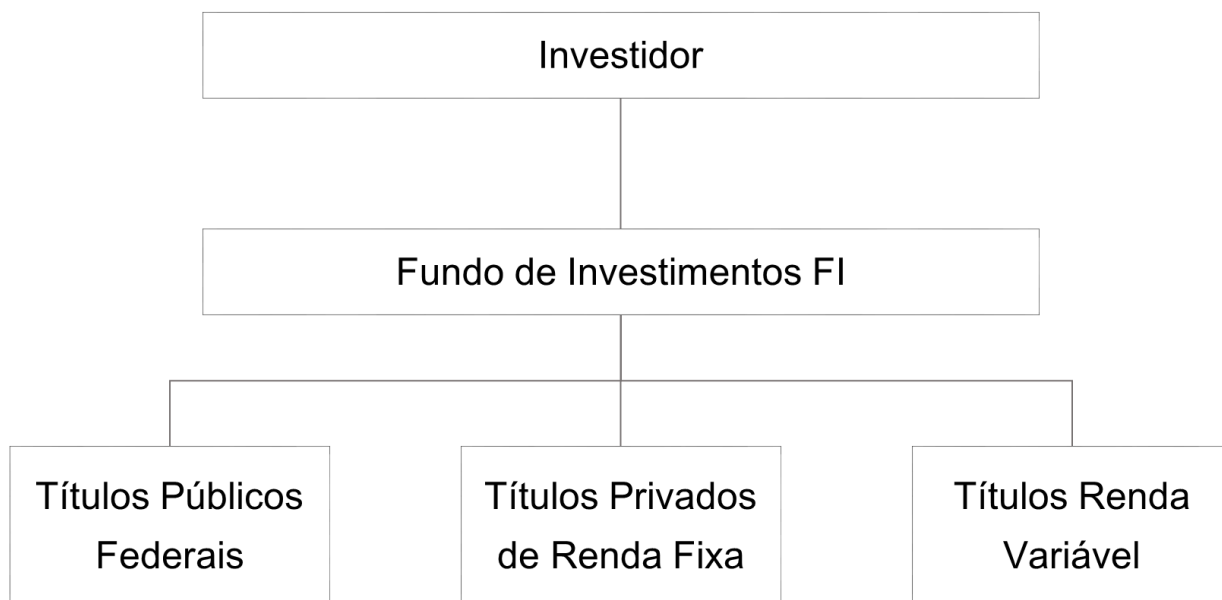 Investidor
Fundo de Investimentos FI
Títulos Públicos
Federais
Títulos Privados
de Renda Fixa
Títulos Renda
Variável